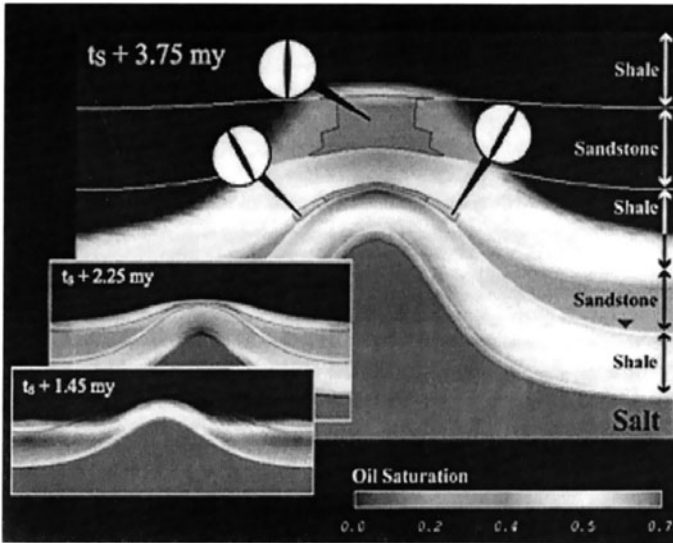 tS + 3.75 my
Shale
Sandstone
Shale
ts + 2.25 my
Sandstone
Shale
ts + 1.45 my
Salt
Oil Saturation
0.0 0.2 0.4 0.5 0.7